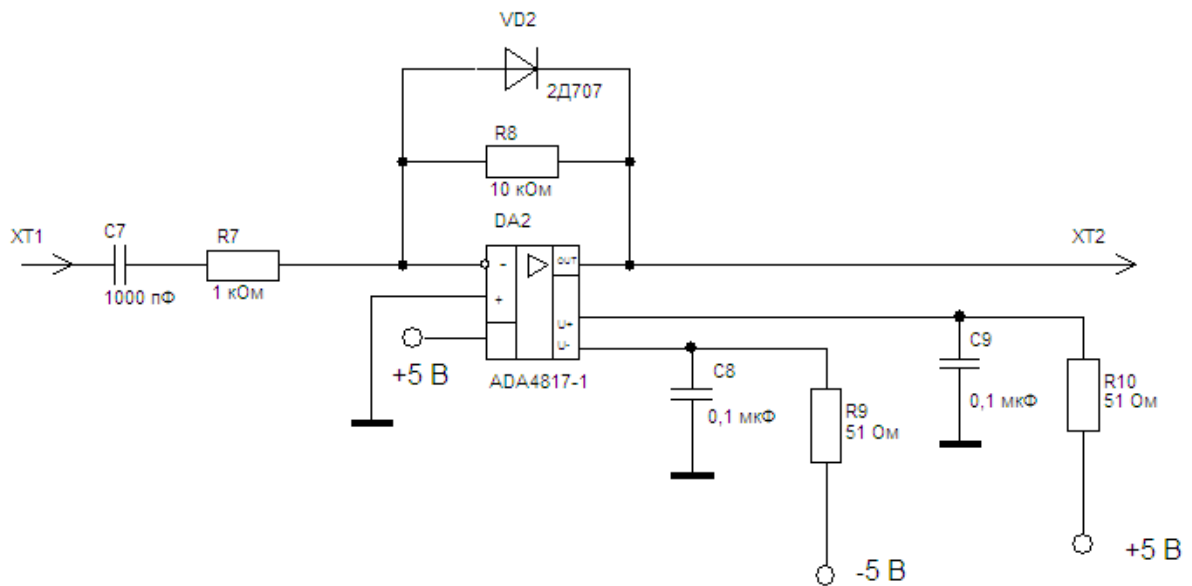 VD2
2Д707
R8
10 кОм
DA2
XT1
C7
1000 пФ
R7
1 кОм
-
+
OUT
U+
U-
ADA4817-1
+5 В
XT2
C8
0,1 мкФ
R9
51 Ом
-5 В
C9
0,1 мкФ
R10
51 Ом
+5 В